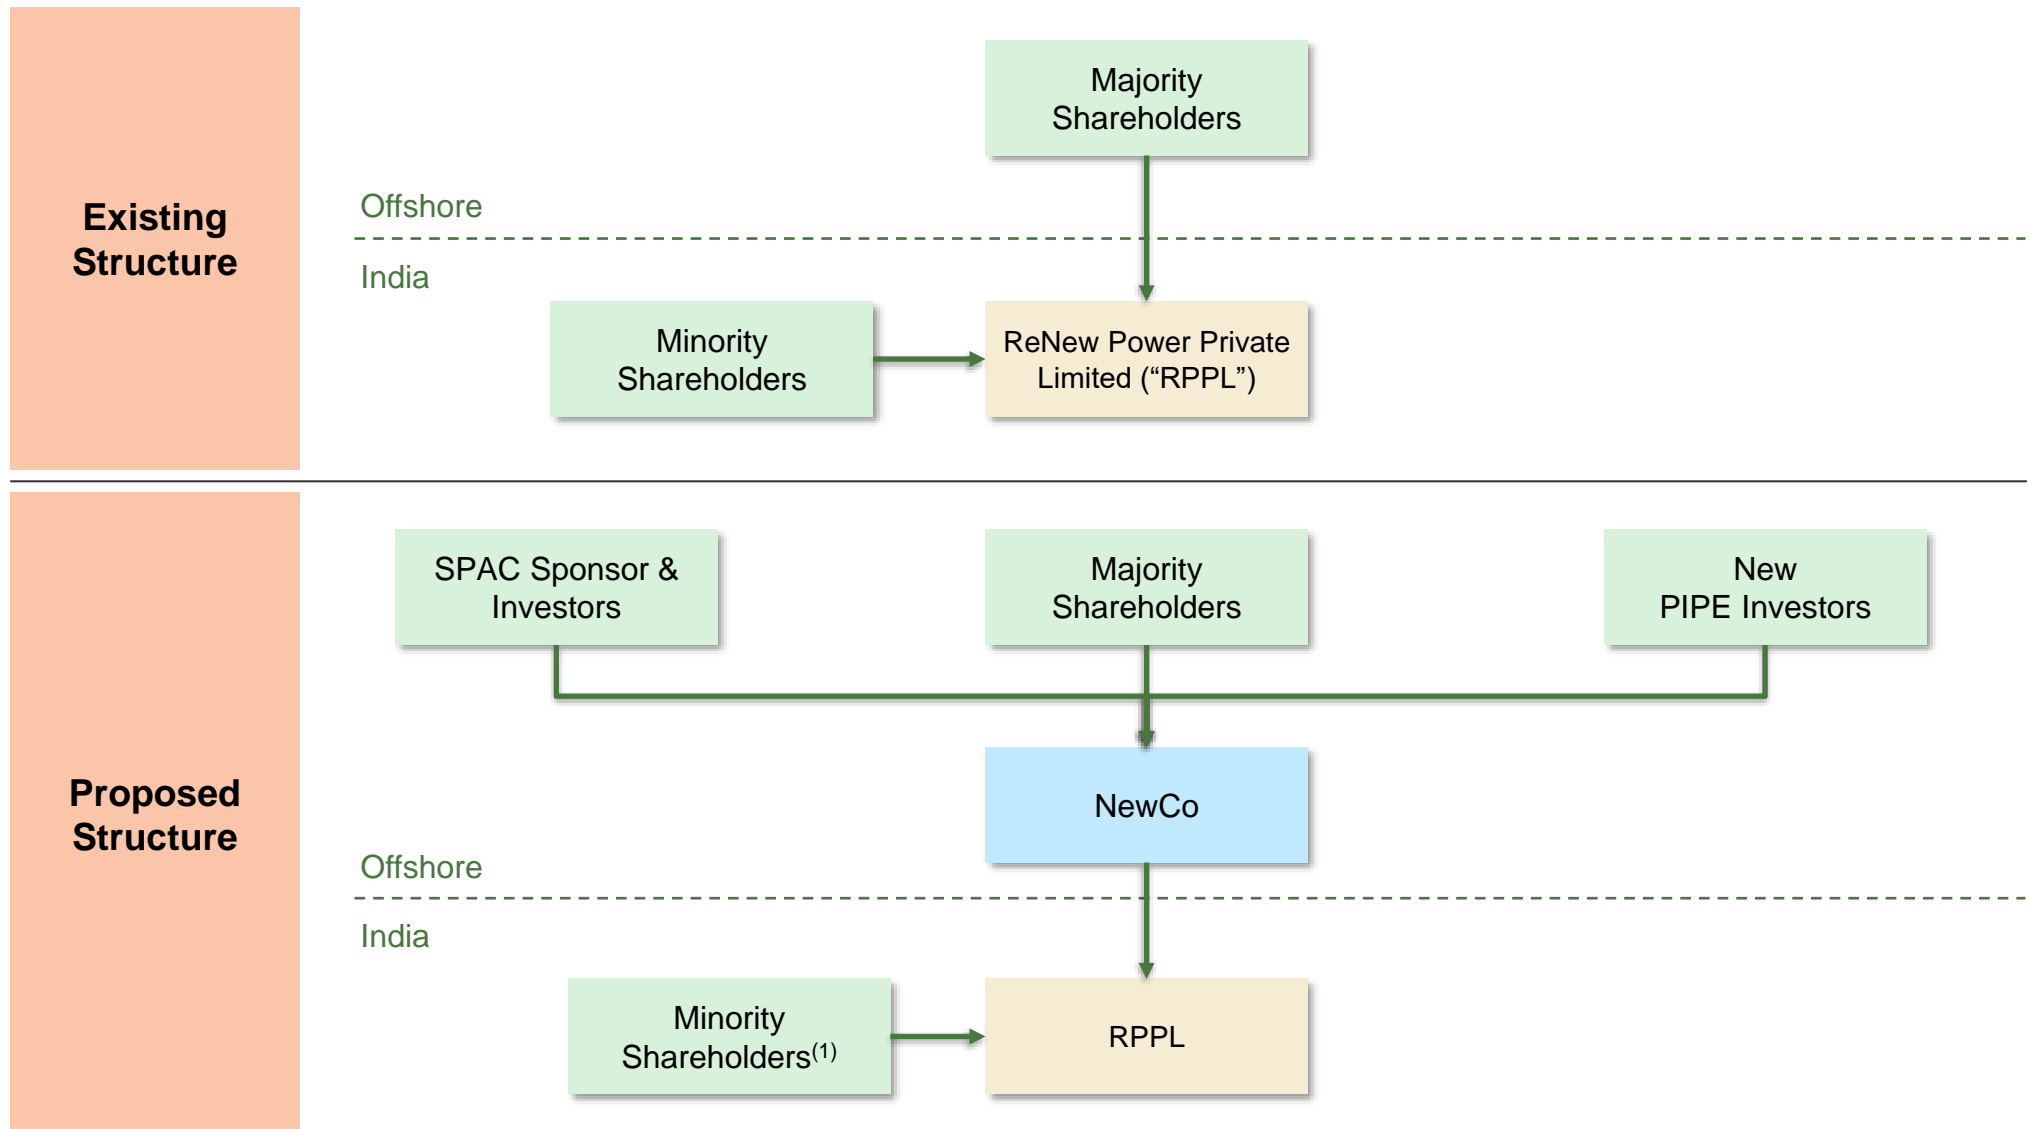 Existing
Structure
Majority
Shareholders
Offshore
India
Minority
Shareholders
ReNew Power Private
Limited (“RPPL”)
Proposed
Structure
SPAC Sponsor &
Investors
Majority
Shareholders
New
PIPE Investors
NewCo
Offshore
India
Minority
Shareholders(1)
RPPL